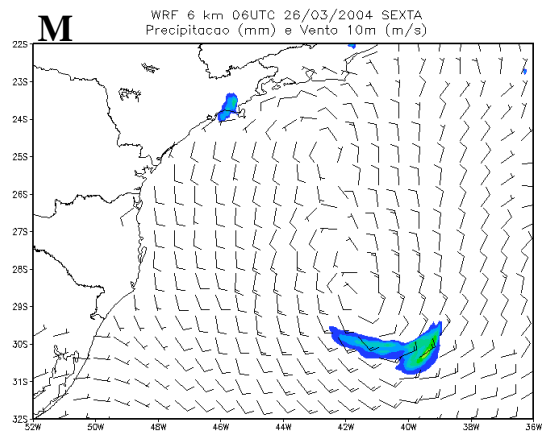 M
WRF 6 km 06UTC 26/03/2004 SEXTA
Precipitacao (mm) e Vento 10m (m/s)
22S
23S
24S
25S
26S
27S
28S
29S
30S
31S
32S
52W 50W 48W 46W 44W 42W 40W 38W 36W